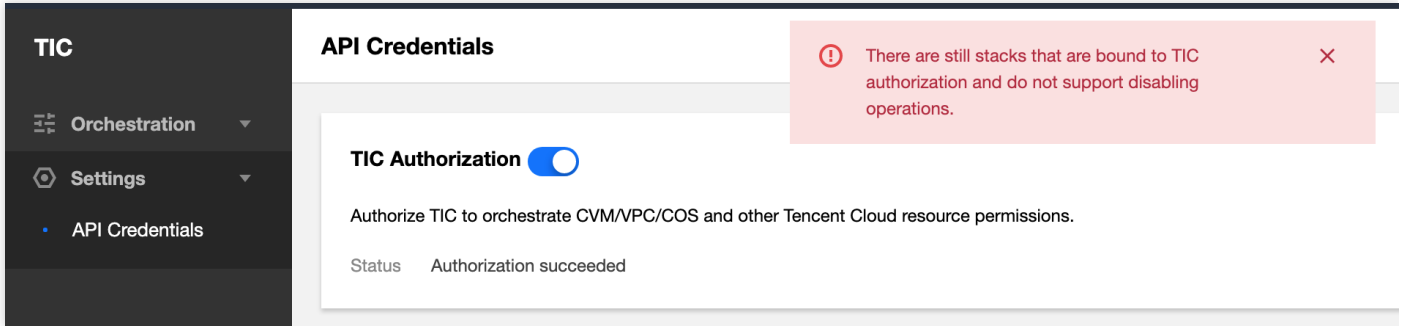 TIC
Orchestration
Settings
API Credentials
API Credentials
There are still stacks that are bound to TIC
authorization and do not support disabling
operations.
TIC Authorization
Authorize TIC to orchestrate CVM/VPC/COS and other Tencent Cloud resource permissions.
Status Authorization succeeded